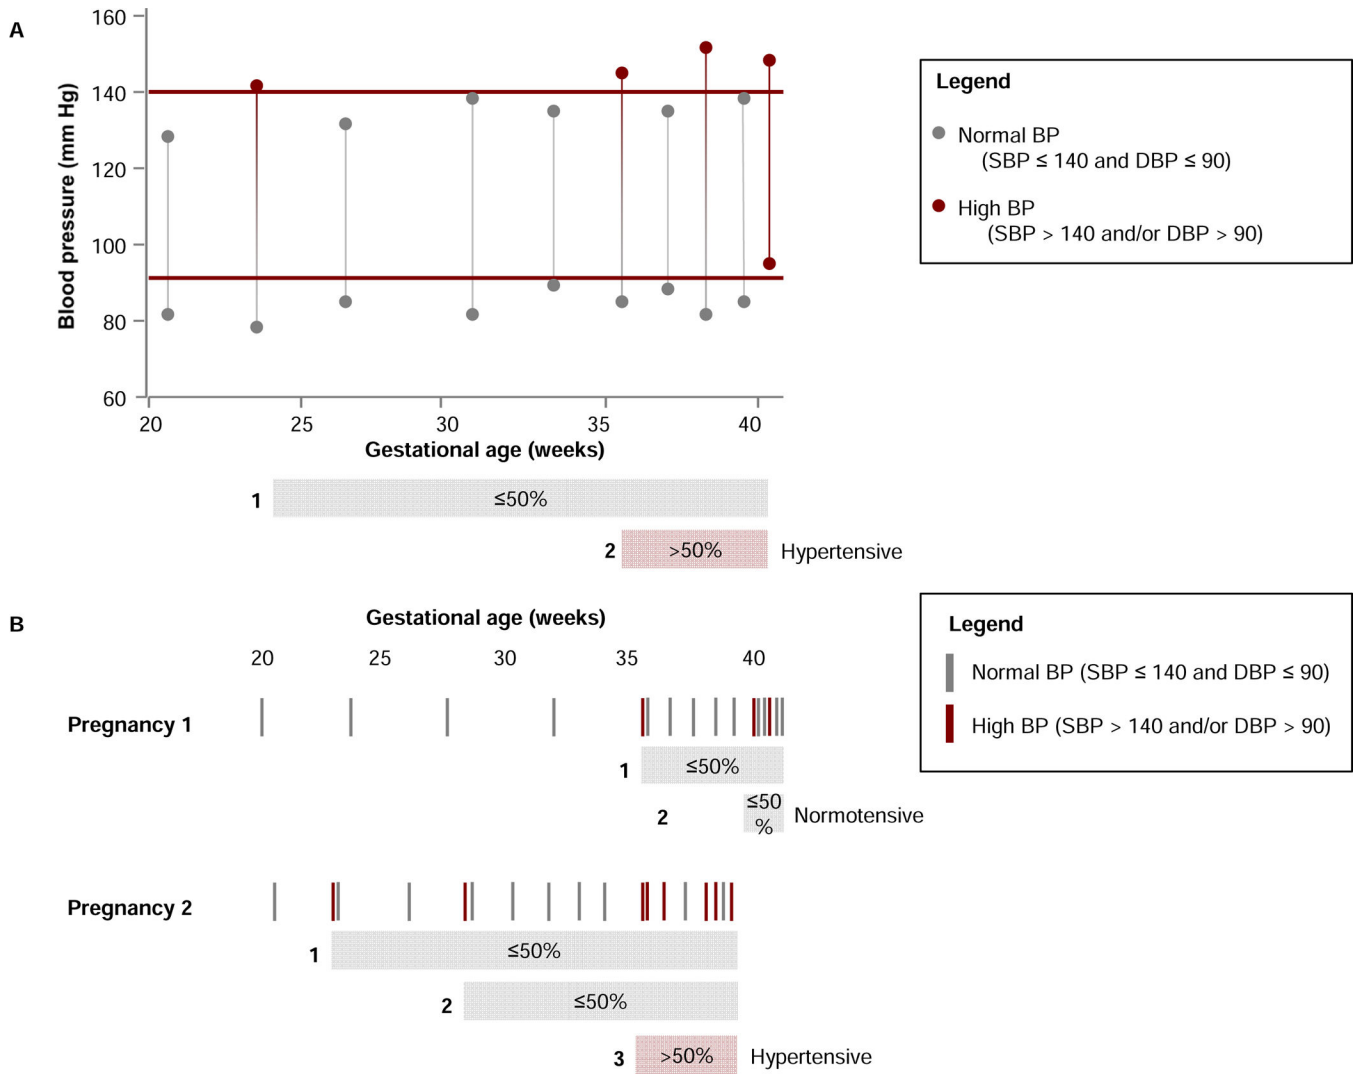 A
160
140
120
100
80
60
Blood pressure (mm Hg)
20 25 30 35 40
Gestational age (weeks)
Legend
Normal BP
(SBP ≤ 140 and DBP ≤ 90)
High BP
(SBP > 140 and/or DBP > 90)
1 ≤50%
2 >50% Hypertensive
B
Gestational age (weeks)
20 25 30 35 40
Legend
Normal BP (SBP ≤ 140 and DBP ≤ 90)
High BP (SBP > 140 and/or DBP > 90)
Pregnancy 1
1 ≤50%
2 ≤50
% Normotensive
Pregnancy 2
1 ≤50%
2 ≤50%
3 >50% Hypertensive